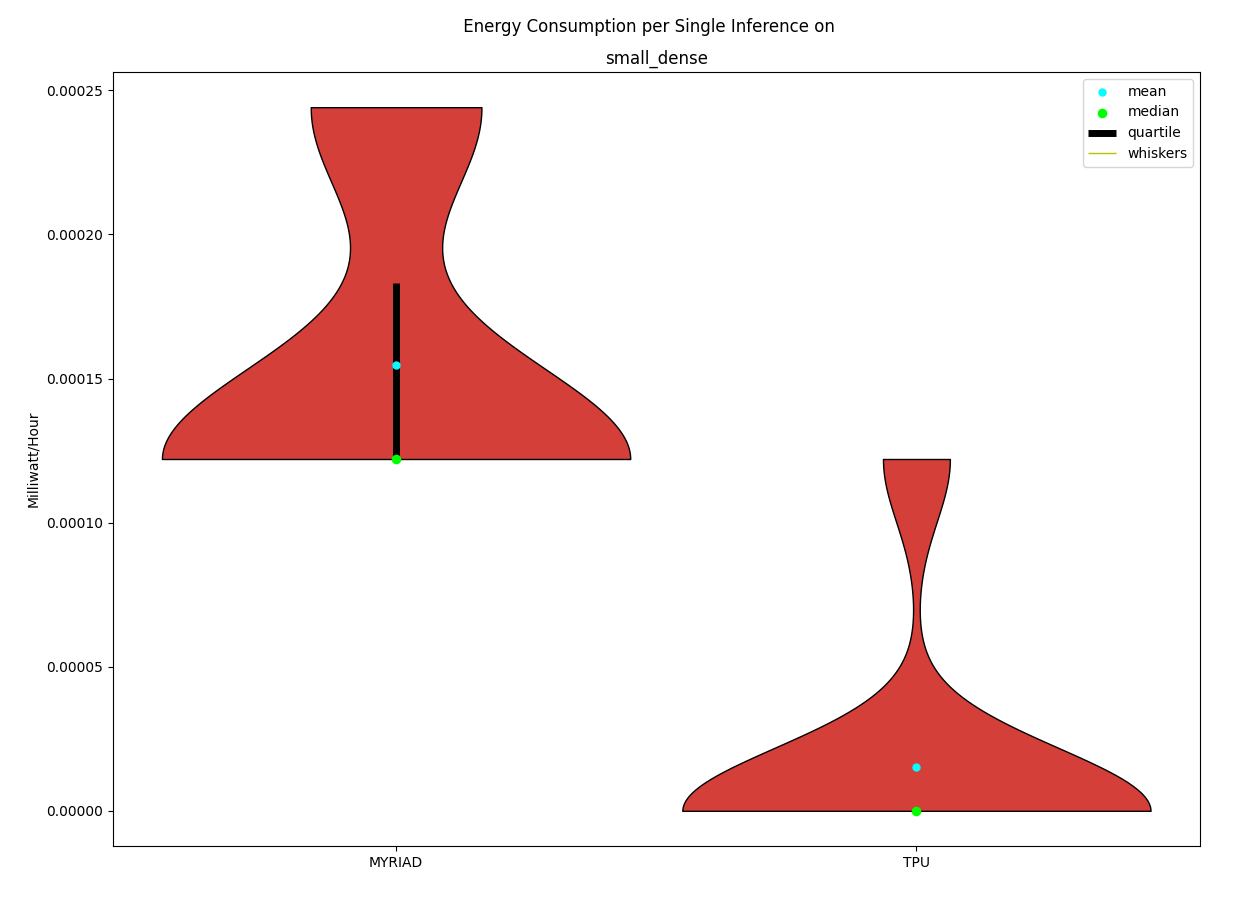 Energy Consumption per Single Inference on
small_dense
mean
median
quartile
whiskers
Milliwatt/Hour
0.00025
0.00020
0.00015
0.00010
0.00005
0.00000
MYRIAD
TPU